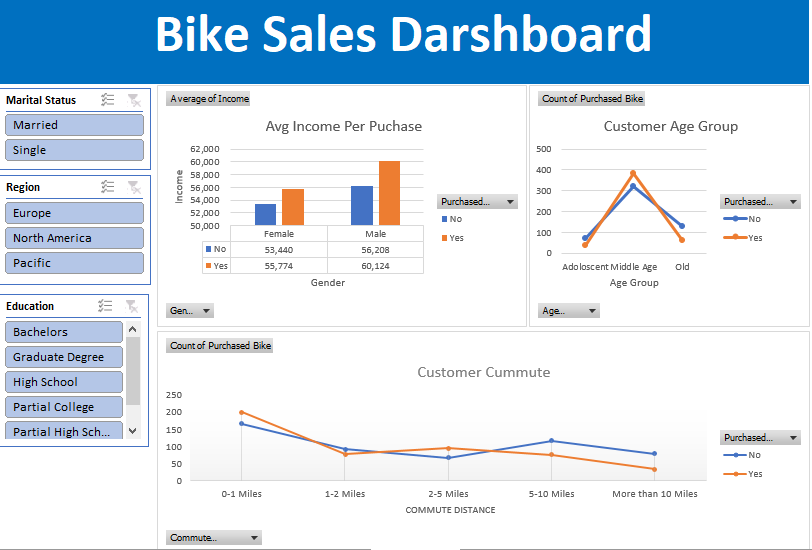 Bike Sales Darshboard
Marital Status
Married
Single
Region
Europe
North America
Pacific
Education
Bachelors
Graduate Degree
High School
Partial College
Partial High Sch...
Average of Income
Avg Income Per Puchase
62,000
60,000
58,000
56,000
54,000
52,000
50,000
Income
Female Male
No 53,440 56,208
Yes 55,774 60,124
Gender
Purchased...
No
Yes
Gen...
Count of Purchased Bike
Customer Age Group
500
400
300
200
100
0
Adoloscent Middle Age Old
Age Group
Purchased...
No
Yes
Age...
Count of Purchased Bike
Customer Cummute
250
200
150
100
50
0
0-1 Miles 1-2 Miles 2-5 Miles 5-10 Miles More than 10 Miles
COMMUTE DISTANCE
Purchased...
No
Yes
Commute...